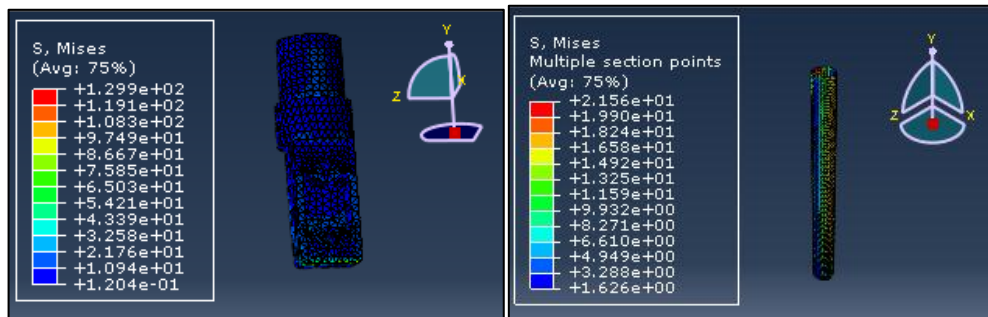 S, Mises
(Avg: 75%)
+1.299e+02
+1.191e+02
+1.083e+02
+9.749e+01
+8.667e+01
+7.585e+01
+6.503e+01
+5.421e+01
+4.339e+01
+3.258e+01
+2.176e+01
+1.094e+01
+1.204e-01
Y
X
Z
S, Mises
Multiple section points
(Avg: 75%)
+2.156e+01
+1.990e+01
+1.824e+01
+1.658e+01
+1.492e+01
+1.325e+01
+1.159e+01
+9.932e+00
+8.271e+00
+6.610e+00
+4.949e+00
+3.288e+00
+1.626e+00
Y
Z
X